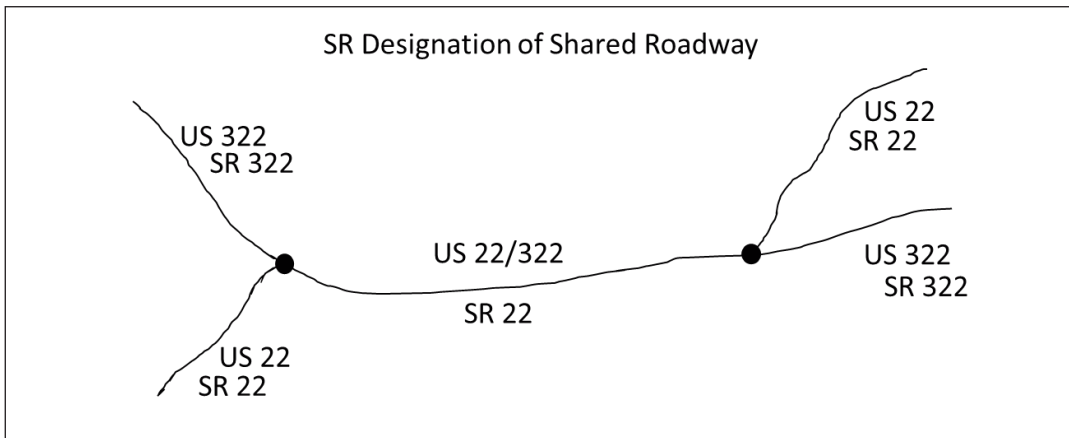 SR Designation of Shared Roadway
US 322
SR 322
US 22
SR 22
US 22/322
SR 22
US 322
SR 322
US 22
SR 22